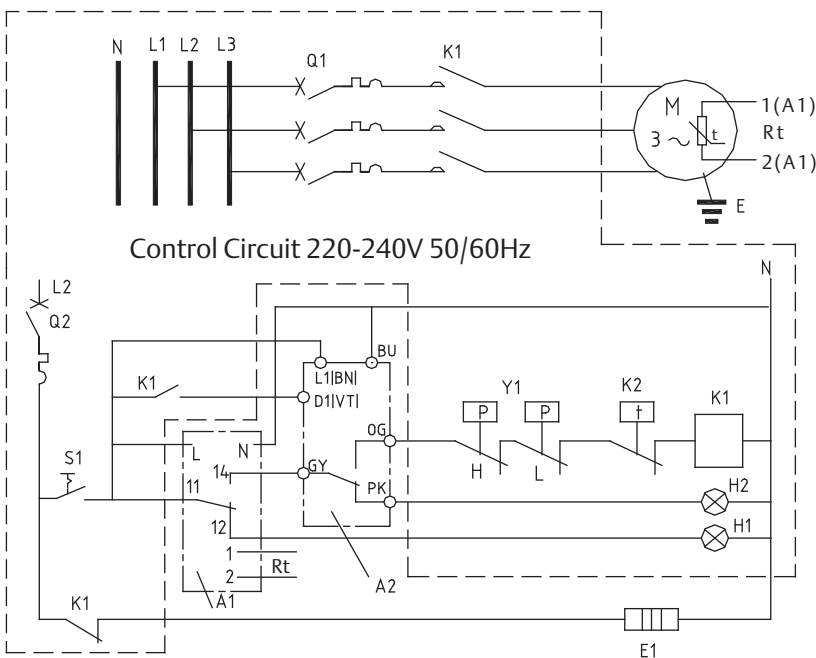 N L1 L2 L3
Q1
K1
M
3 ~
t
1(A1)
Rt
2(A1)
E
Control Circuit 220-240V 50/60Hz
L2
Q2
N
BU
L1|BN|
D1|VT|
K1
Y1
K2
K1
P
P
t
OG
H
L
S1
L
N
14
GY
11
PK
H2
12
H1
1
Rt
2
A1
A2
K1
E1